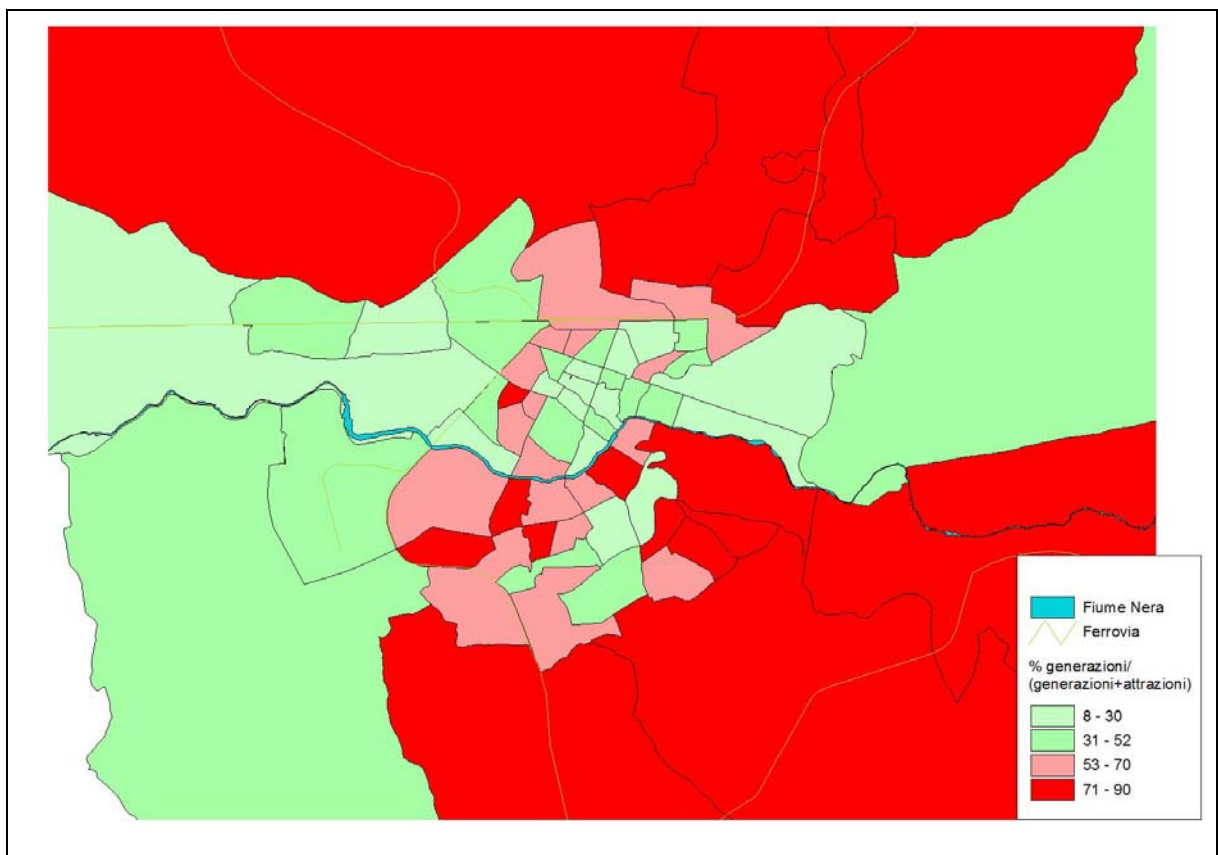 Fiume Nera
Ferrovia
% generazioni/
(generazioni+attrazioni)
8 - 30
31 - 52
53 - 70
71 - 90